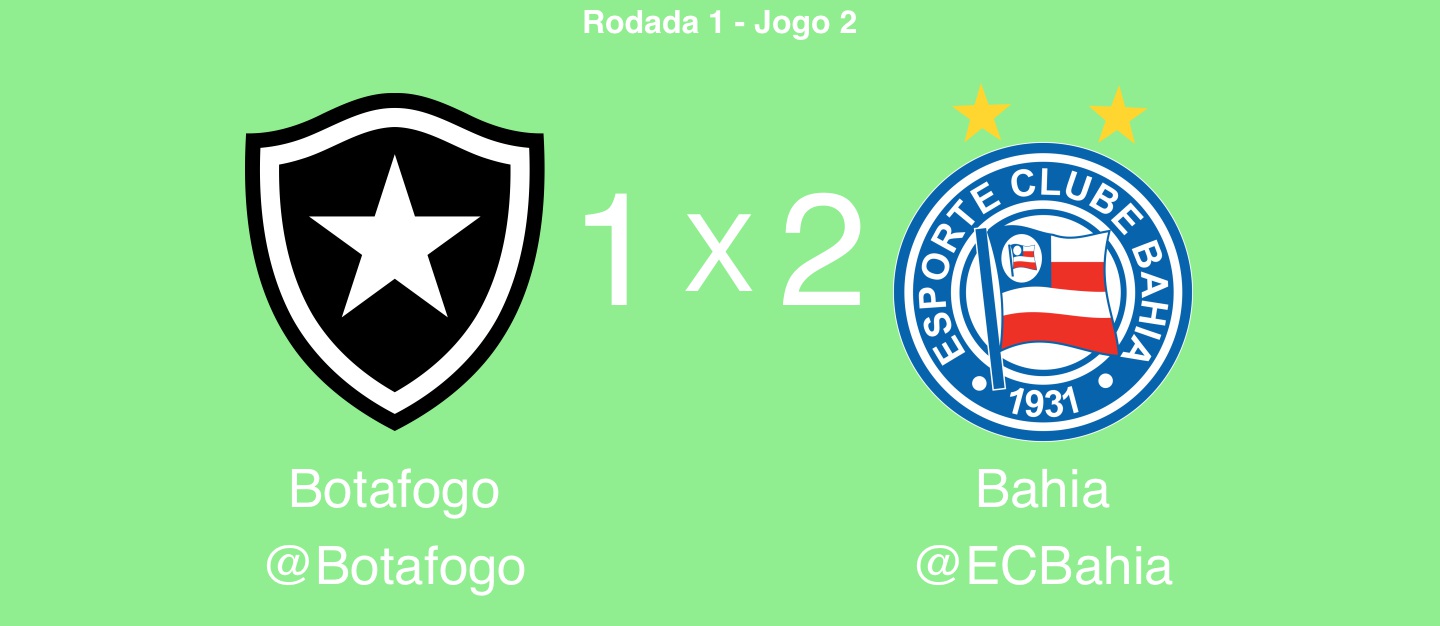 Rodada 1 - Jogo 2
1 x 2
ESPORTE CLUBE BAHIA
1931
Botafogo
Bahia
@Botafogo
@ECBahia